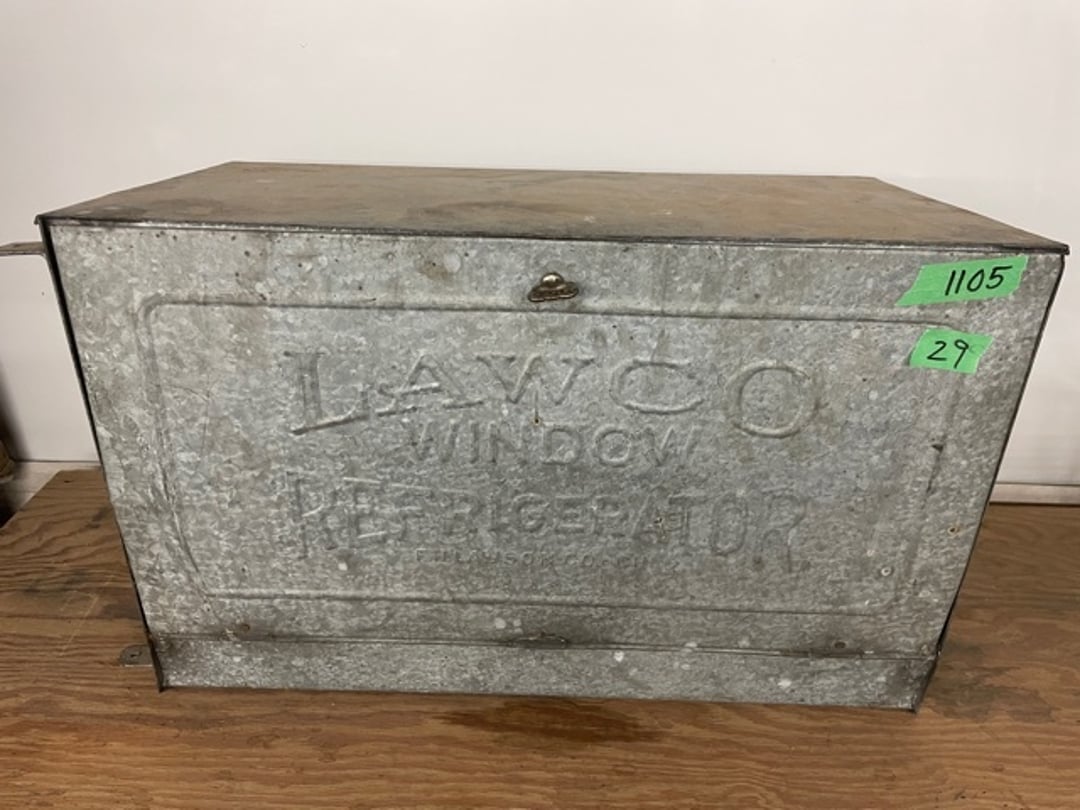 1105
29
LAWCO
WINDOW
REFRIGERATOR